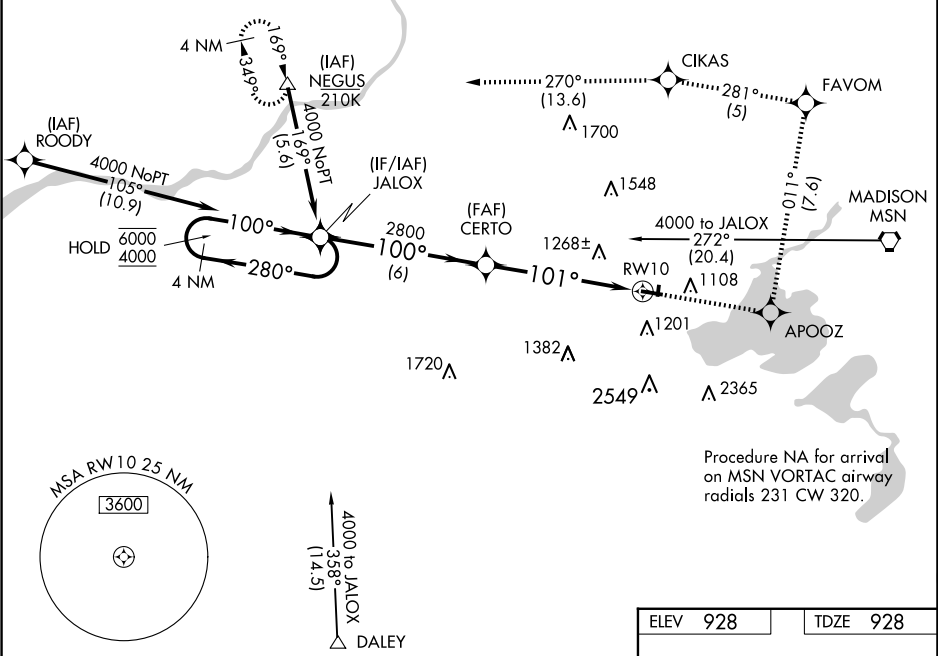 4 NM
169°
349°
(IAF)
NEGUS
210K
4000 NoPT
169°
(5.6)
(IAF)
ROODY
4000 NoPT
105°
(10.9)
(IF/IAF)
JALOX
HOLD
6000
4000
100°
280°
4 NM
2800
100°
(6)
(FAF)
CERTO
101°
RW10
270°
(13.6)
CIKAS
281°
(5)
FAVOM
011°
(7.6)
MADISON
MSN
4000 to JALOX
272°
(20.4)
APOOZ
1700
1548
1268±
1108
1201
1382
1720
2549
2365
Procedure NA for arrival
on MSN VORTAC airway
radials 231 CW 320.
MSA RW10 25 NM
3600
4000 to JALOX
358°
(14.5)
DALEY
ELEV 928
TDZE 928